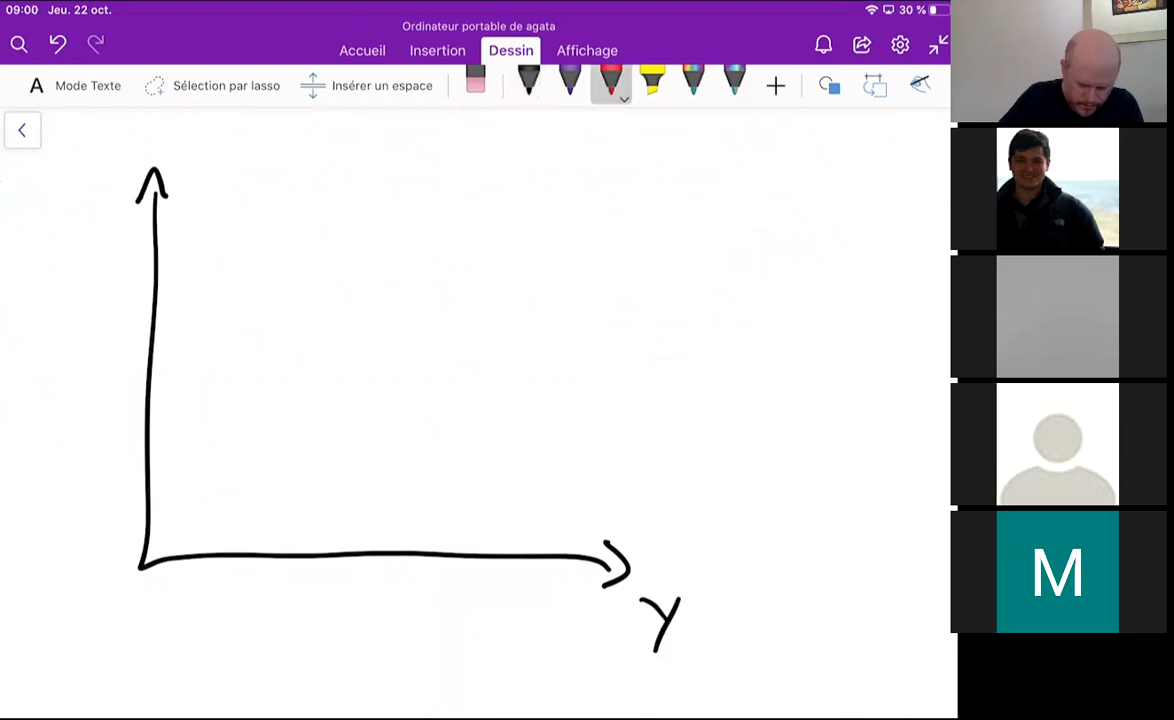 09:00 Jeu. 22 oct.
30 %
Ordinateur portable de agata
Accueil Insertion Dessin Affichage
A Mode Texte Sélection par lasso Insérer un espace
Y
M